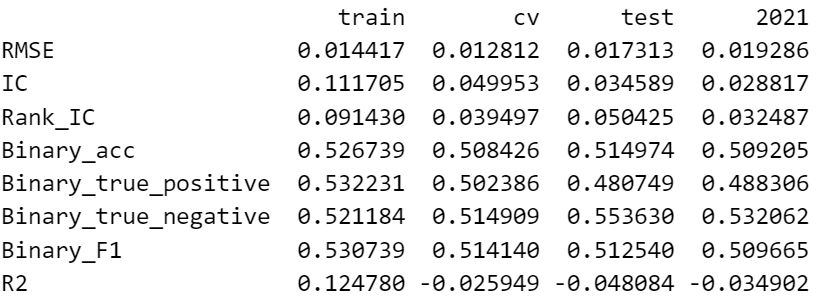 train cv test 2021
RMSE 0.014417 0.012812 0.017313 0.019286
IC 0.111705 0.049953 0.034589 0.028817
Rank_IC 0.091430 0.039497 0.050425 0.032487
Binary_acc 0.526739 0.508426 0.514974 0.509205
Binary_true_positive 0.532231 0.502386 0.480749 0.488306
Binary_true_negative 0.521184 0.514909 0.553630 0.532062
Binary_F1 0.530739 0.514140 0.512540 0.509665
R2 0.124780 -0.025949 -0.048084 -0.034902